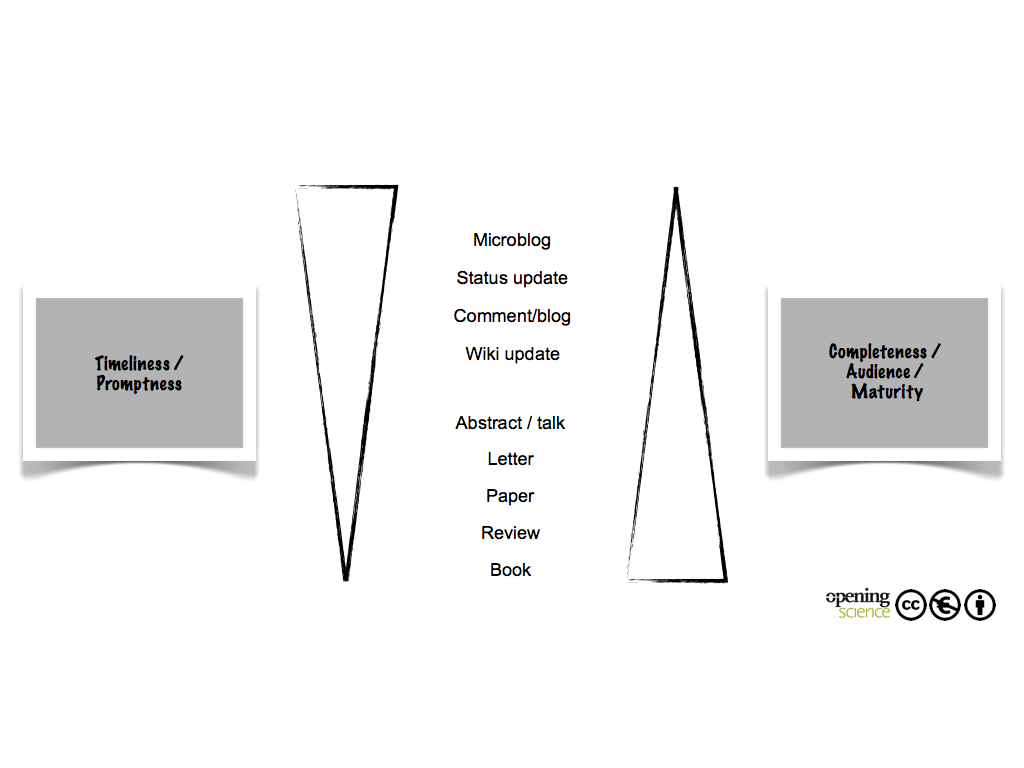 Timeliness /
Promptness
Microblog
Status update
Comment/blog
Wiki update
Abstract / talk
Letter
Paper
Review
Book
Completeness /
Audience /
Maturity
opening
science
cc
€